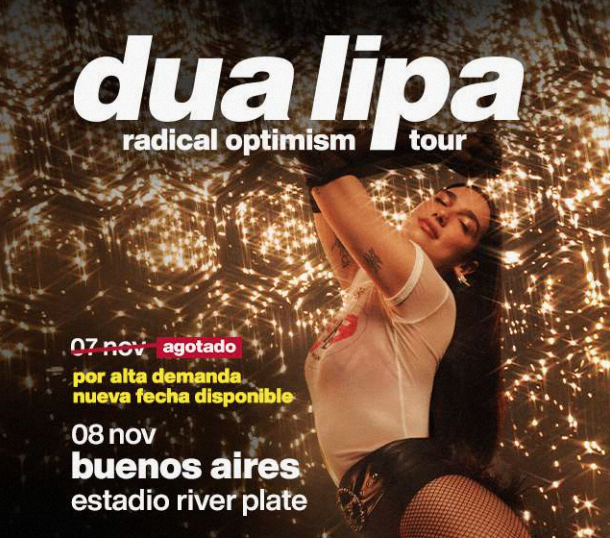 dua lipa
radical optimism tour
07 nov agotado
por alta demanda
nueva fecha disponible
08 nov
buenos aires
estadio river plate